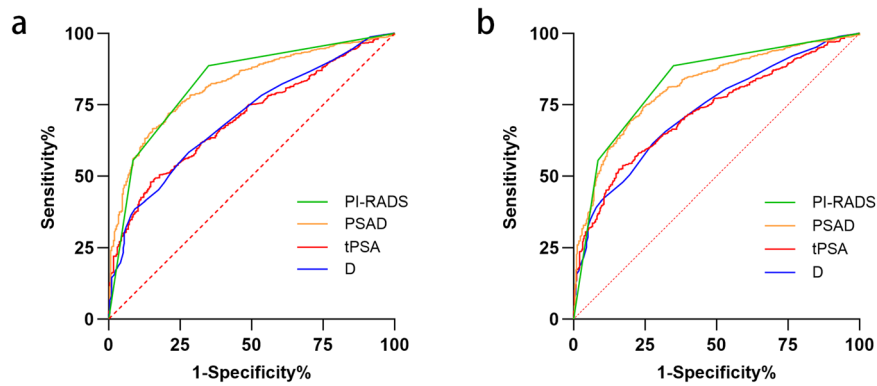 a
100
75
50
25
0
Sensitivity%
PI-RADS
PSAD
tPSA
D
0 25 50 75 100
1-Specificity%
b
100
75
50
25
0
Sensitivity%
PI-RADS
PSAD
tPSA
D
0 25 50 75 100
1-Specificity%